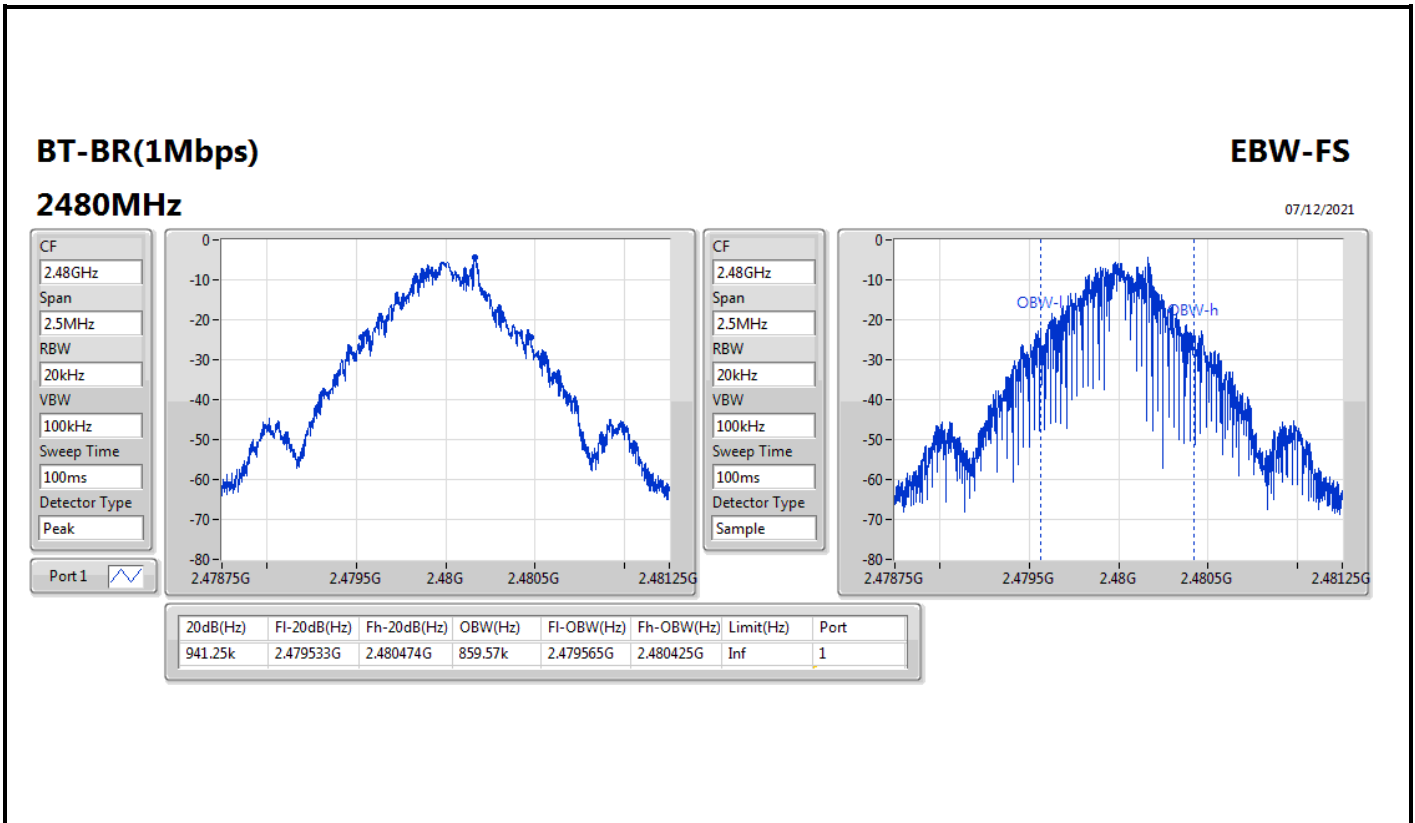 BT-BR(1Mbps)
EBW-FS
2480MHz
07/12/2021
CF
2.48GHz
Span
2.5MHz
RBW
20kHz
VBW
100kHz
Sweep Time
100ms
Detector Type
Peak
Port 1
0
-10
-20
-30
-40
-50
-60
-70
-80
2.47875G 2.4795G 2.48G 2.4805G 2.48125G
CF
2.48GHz
Span
2.5MHz
RBW
20kHz
VBW
100kHz
Sweep Time
100ms
Detector Type
Sample
0
-10
-20
-30
-40
-50
-60
-70
-80
OBW-l
OBW-h
2.47875G 2.4795G 2.48G 2.4805G 2.48125G
20dB(Hz) Fl-20dB(Hz) Fh-20dB(Hz) OBW(Hz) Fl-OBW(Hz) Fh-OBW(Hz) Limit(Hz) Port
941.25k 2.479533G 2.480474G 859.57k 2.479565G 2.480425G Inf 1